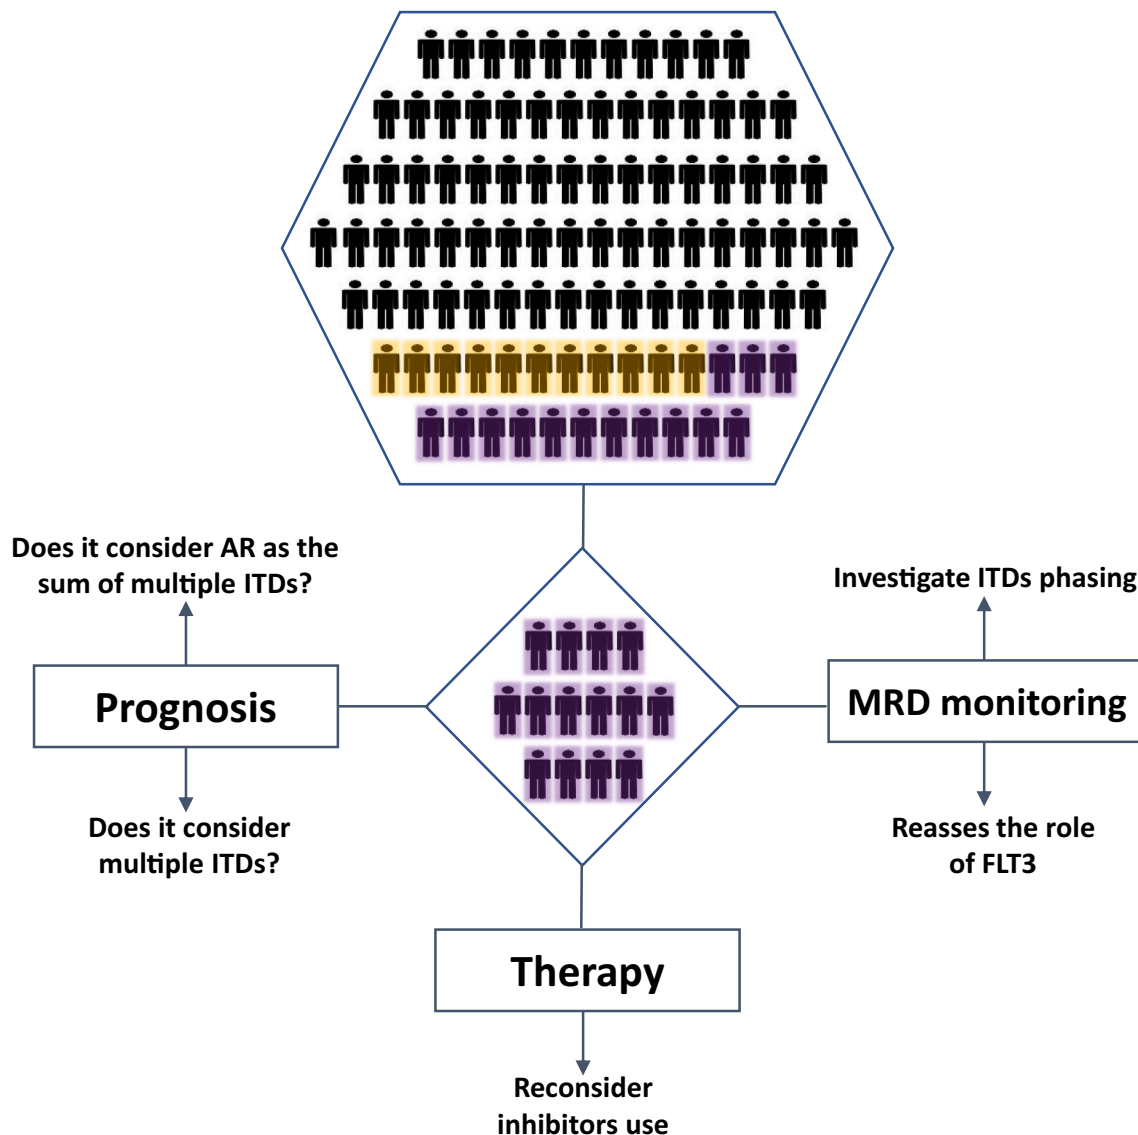 Does it consider AR as the
sum of multiple ITDs?
Prognosis
Does it consider
multiple ITDs?
Investigate ITDs phasing
MRD monitoring
Reasses the role
of FLT3
Therapy
Reconsider
inhibitors use